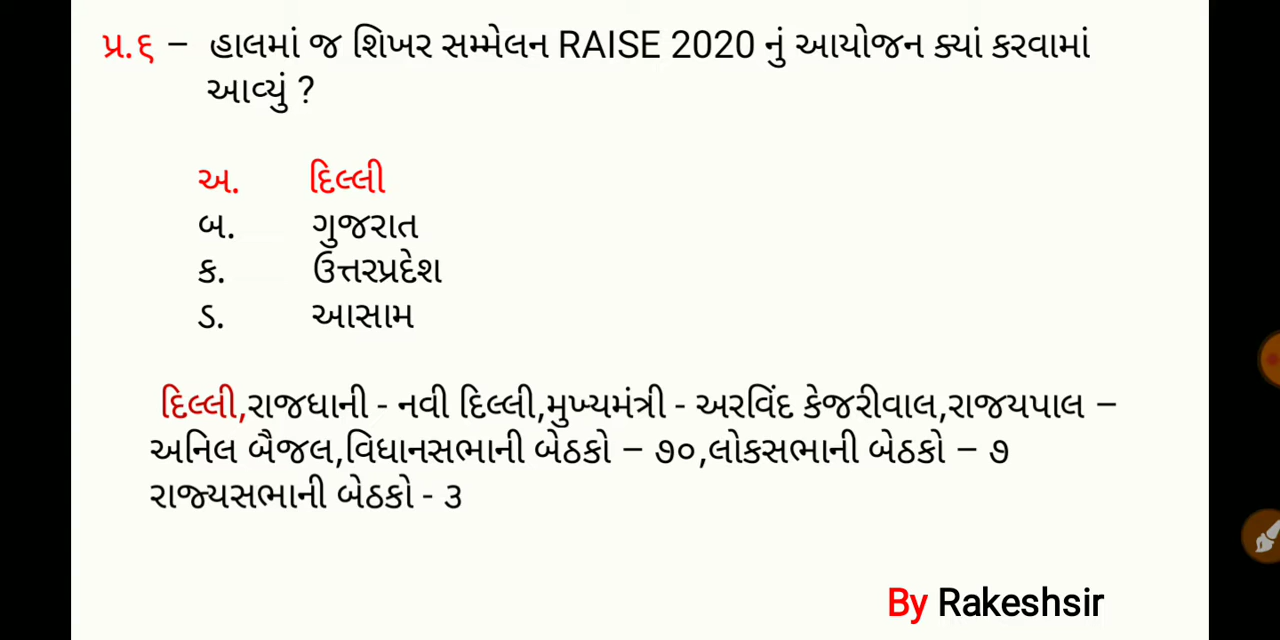 પ્ર.૬ – હાલમાં જ શિખર સમ્મેલન RAISE 2020 નું આયોજન ક્યાં કરવામાં
આવ્યું ?
અ. દિલ્લી
બ. ગુજરાત
ક. ઉત્તરપ્રદેશ
ડ. આસામ
દિલ્લી,રાજધાની - નવી દિલ્લી,મુખ્યમંત્રી - અરવિંદ કેજરીવાલ,રાજયપાલ –
અનિલ બૈજલ,વિધાનસભાની બેઠકો – ૭૦,લોકસભાની બેઠકો – ૭
રાજ્યસભાની બેઠકો - ૩
By Rakeshsir